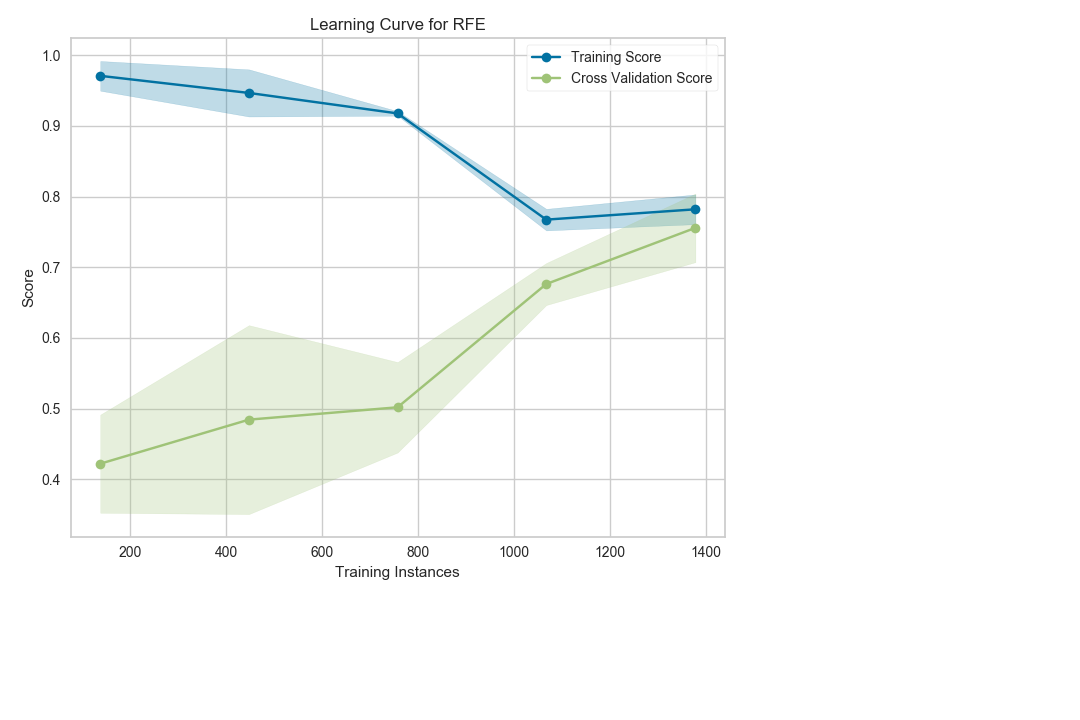 Learning Curve for RFE
Training Score
Cross Validation Score
1.0
0.9
0.8
0.7
0.6
0.5
0.4
Score
200 400 600 800 1000 1200 1400
Training Instances